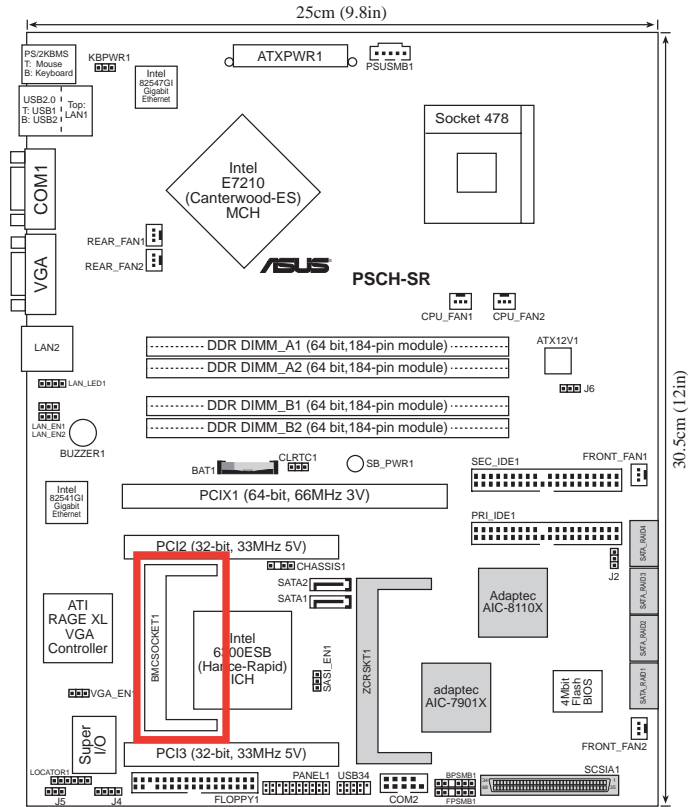 25cm (9.8in)
PS/2KBMS
T: Mouse
B: Keyboard
KBPWR1
Intel
82547GI
Gigabit
Ethernet
ATXPWR1
PSUSMB1
USB2.0
T: USB1
B: USB2
Top:
LAN1
Socket 478
COM1
Intel
E7210
(Canterwood-ES)
MCH
VGA
REAR_FAN1
REAR_FAN2
ASUS
PSCH-SR
CPU_FAN1
CPU_FAN2
LAN2
ATX12V1
DDR DIMM_A1 (64 bit,184-pin module)
DDR DIMM_A2 (64 bit,184-pin module)
LAN_LED1
J6
DDR DIMM_B1 (64 bit,184-pin module)
DDR DIMM_B2 (64 bit,184-pin module)
LAN_EN1
LAN_EN2
BUZZER1
30.5cm (12in)
BAT1
CLRTC1
SB_PWR1
SEC_IDE1
FRONT_FAN1
Intel
82541GI
Gigabit
Ethernet
PCIX1 (64-bit, 66MHz 3V)
PRI_IDE1
PCI2 (32-bit, 33MHz 5V)
CHASSIS1
J2
SATA_RAID4
SATA_RAID3
SATA_RAID2
SATA_RAID1
SATA2
SATA1
Adaptec
AIC-8110X
ATI
RAGE XL
VGA
Controller
BMCSOCKET1
Intel
6300ESB
(Hance-Rapid)
ICH
SASI_EN1
ZCRSKT1
adaptec
AIC-7901X
4Mbit
Flash
BIOS
VGA_EN1
Super
I/O
PCI3 (32-bit, 33MHz 5V)
FRONT_FAN2
LOCATOR1
J5
J4
FLOPPY1
PANEL1
USB34
COM2
BPSMB1
FPSMB1
SCSIA1
34
68
1
35